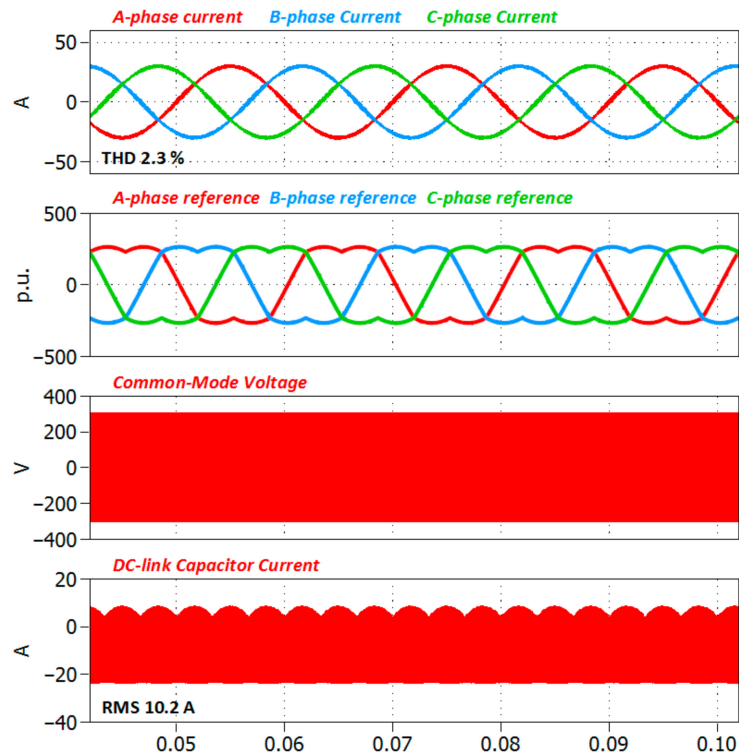 A-phase current B-phase Current C-phase Current
50
0
−50
A
THD 2.3 %
A-phase reference B-phase reference C-phase reference
500
0
−500
p.u.
Common-Mode Voltage
400
200
0
−200
−400
V
DC-link Capacitor Current
20
0
−20
−40
A
RMS 10.2 A
0.05 0.06 0.07 0.08 0.09 0.10